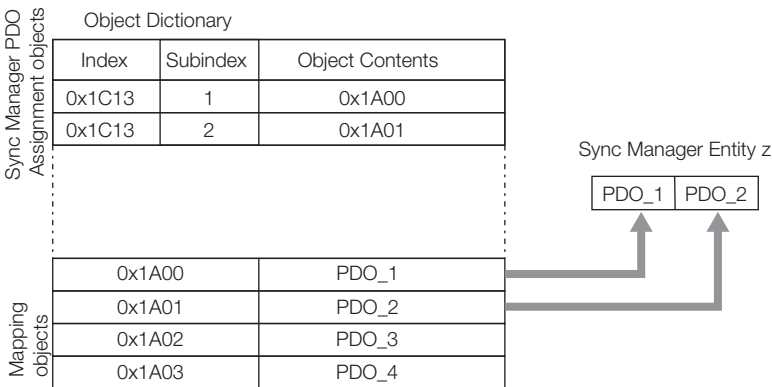 Object Dictionary
Sync Manager PDO
Assignment objects
Index Subindex Object Contents
0x1C13 1 0x1A00
0x1C13 2 0x1A01
Sync Manager Entity z
PDO_1 PDO_2
Mapping
objects
0x1A00 PDO_1
0x1A01 PDO_2
0x1A02 PDO_3
0x1A03 PDO_4